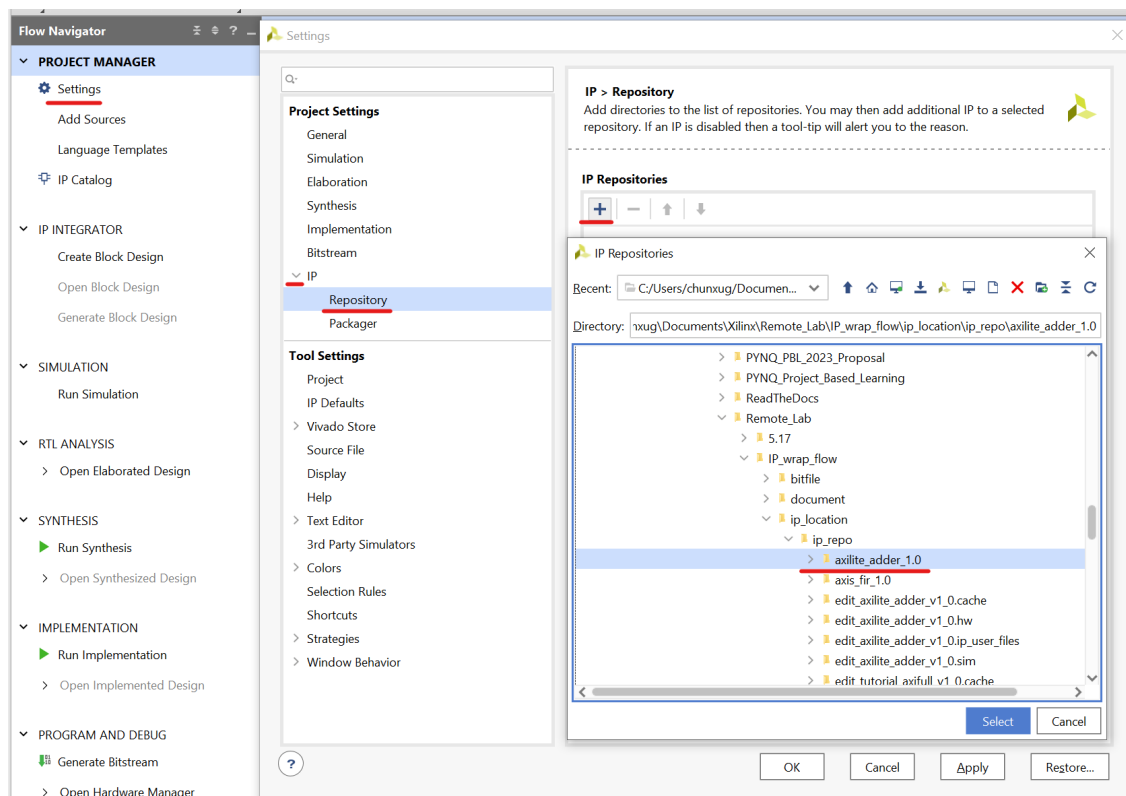 Flow Navigator
? _
PROJECT MANAGER
Settings
Add Sources
Language Templates
IP Catalog
IP INTEGRATOR
Create Block Design
Open Block Design
Generate Block Design
SIMULATION
Run Simulation
RTL ANALYSIS
Open Elaborated Design
SYNTHESIS
Run Synthesis
Open Synthesized Design
IMPLEMENTATION
Run Implementation
Open Implemented Design
PROGRAM AND DEBUG
Generate Bitstream
Open Hardware Manager
Settings
Project Settings
General
Simulation
Elaboration
Synthesis
Implementation
Bitstream
IP
Repository
Packager
Tool Settings
Project
IP Defaults
Vivado Store
Source File
Display
Help
Text Editor
3rd Party Simulators
Colors
Selection Rules
Shortcuts
Strategies
Window Behavior
IP > Repository
Add directories to the list of repositories. You may then add additional IP to a selected
repository. If an IP is disabled then a tool-tip will alert you to the reason.
IP Repositories
IP Repositories
Recent: C:/Users/chunxug/Documen...
Directory: ıxug\Documents\Xilinx\Remote_Lab\IP_wrap_flow\ip_location\ip_repo\axilite_adder_1.0
PYNQ_PBL_2023_Proposal
PYNQ_Project_Based_Learning
ReadTheDocs
Remote_Lab
5.17
IP_wrap_flow
bitfile
document
ip_location
ip_repo
axilite_adder_1.0
axis_fir_1.0
edit_axilite_adder_v1_0.cache
edit_axilite_adder_v1_0.hw
edit_axilite_adder_v1_0.ip_user_files
edit_axilite_adder_v1_0.sim
edit_tutorial_axifull_v1_0.cache
Select Cancel
? OK Cancel Apply Restore...